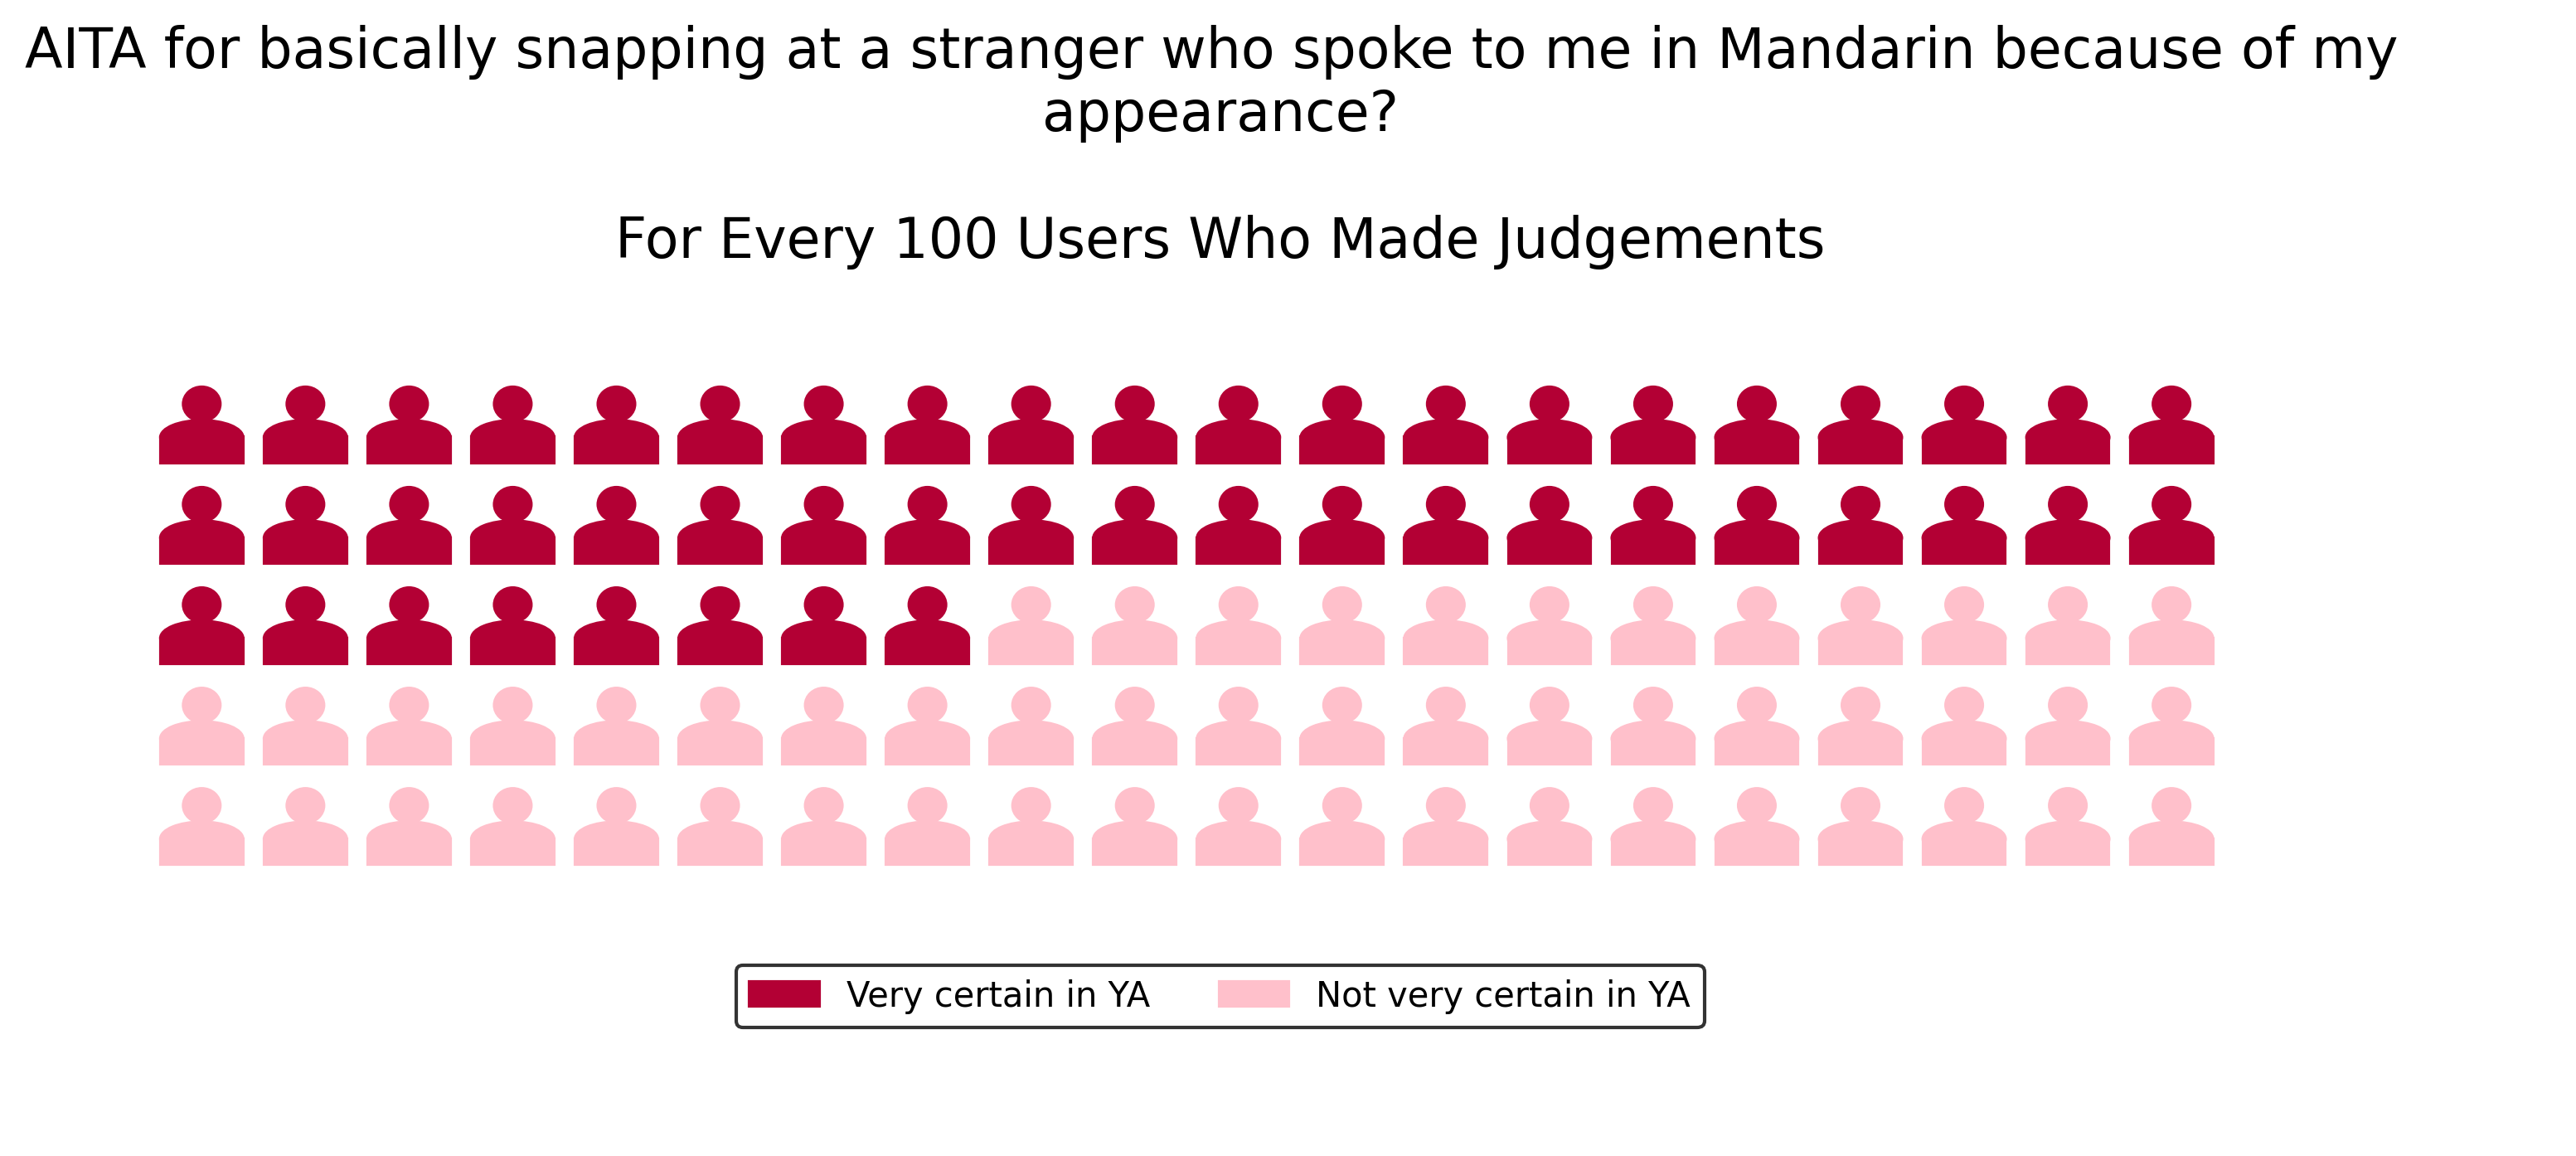 AITA for basically snapping at a stranger who spoke to me in Mandarin because of my
appearance?
For Every 100 Users Who Made Judgements
Very certain in YA
Not very certain in YA